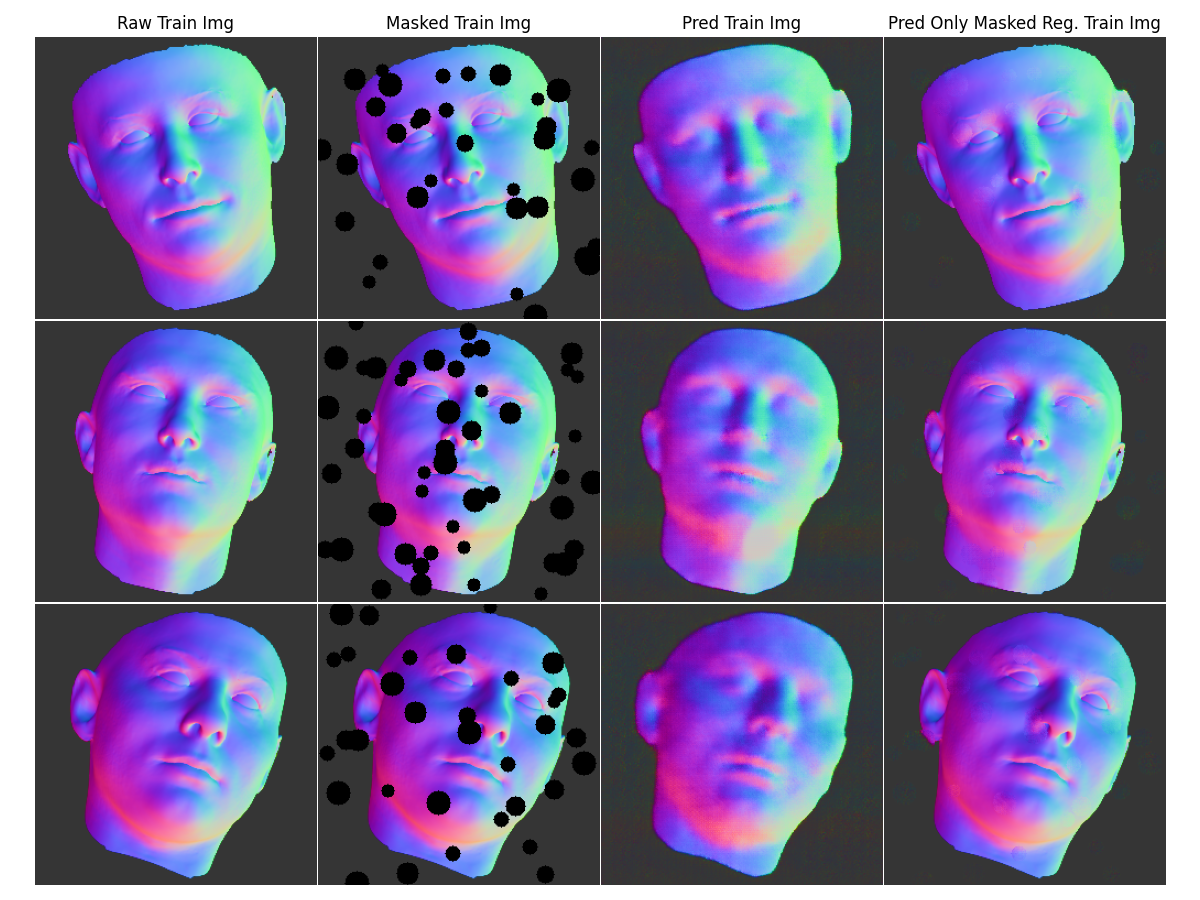 Raw Train Img
Masked Train Img
Pred Train Img
Pred Only Masked Reg. Train Img